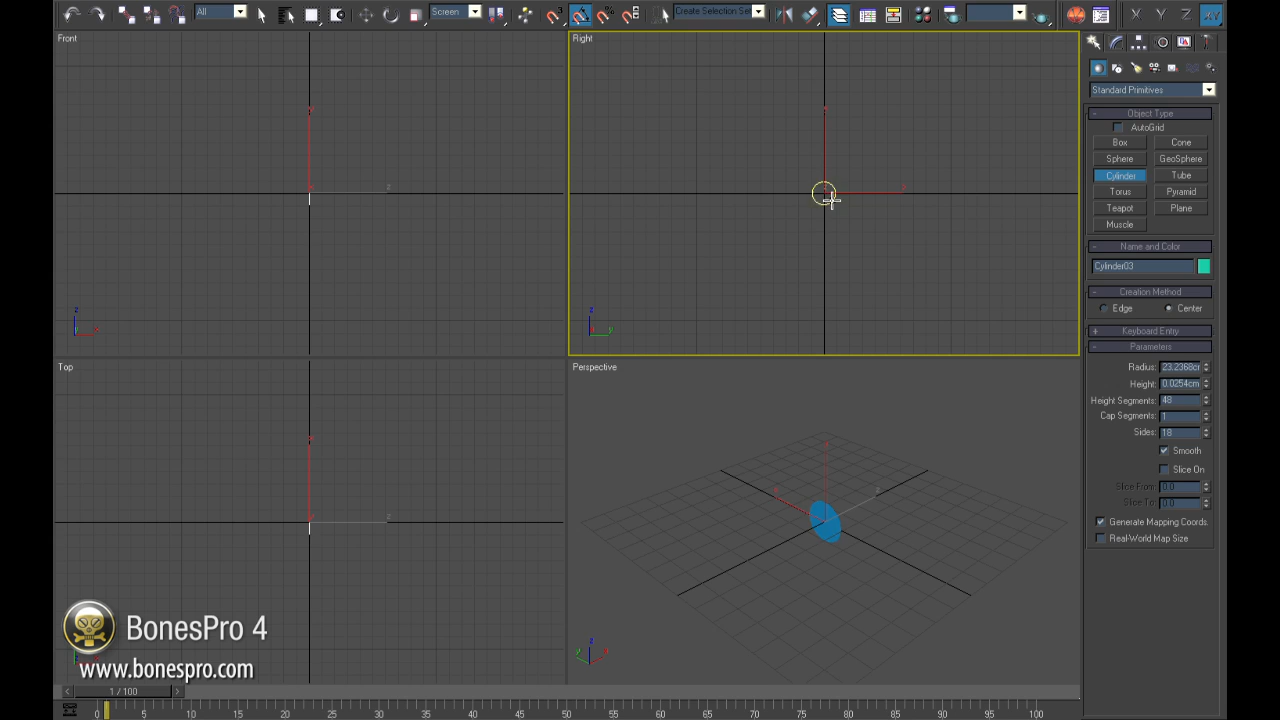 All
Screen
Create Selection Set
X Y Z XY
Front
Right
Top
Perspective
Standard Primitives
Object Type
AutoGrid
Box Cone
Sphere GeoSphere
Cylinder Tube
Torus Pyramid
Teapot Plane
Muscle
Name and Color
Cylinder03
Creation Method
Edge Center
Keyboard Entry
Parameters
Radius: 23.2368cr
Height: 0.0254cm
Height Segments: 48
Cap Segments: 1
Sides: 18
Smooth
Slice On
Slice From: 0.0
Slice To: 0.0
Generate Mapping Coords.
Real-World Map Size
BonesPro 4
www.bonespro.com
1 / 100
0 5 10 15 20 25 30 35 40 45 50 55 60 65 70 75 80 85 90 95 100